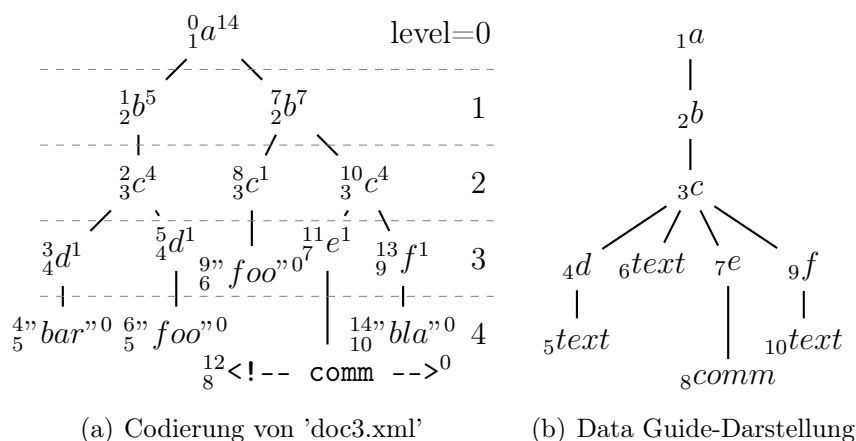 0 1 a 14 level=0 1 a
1 2 b 5 7 2 b 7 1 2 b
2 3 c 4 8 3 c 1 10 3 c 4 2 3 c
3 4 d 1 5 4 d 1 9 6 "foo" 0 11 7 e 1 13 9 f 1 3 4 d 6 text 7 e 9 f
4 5 "bar" 0 6 5 "foo" 0 14 10 "bla" 0 4 5 text 10 text
12 8 <!-- comm --> 0 8 comm
(a) Codierung von 'doc3.xml' (b) Data Guide-Darstellung